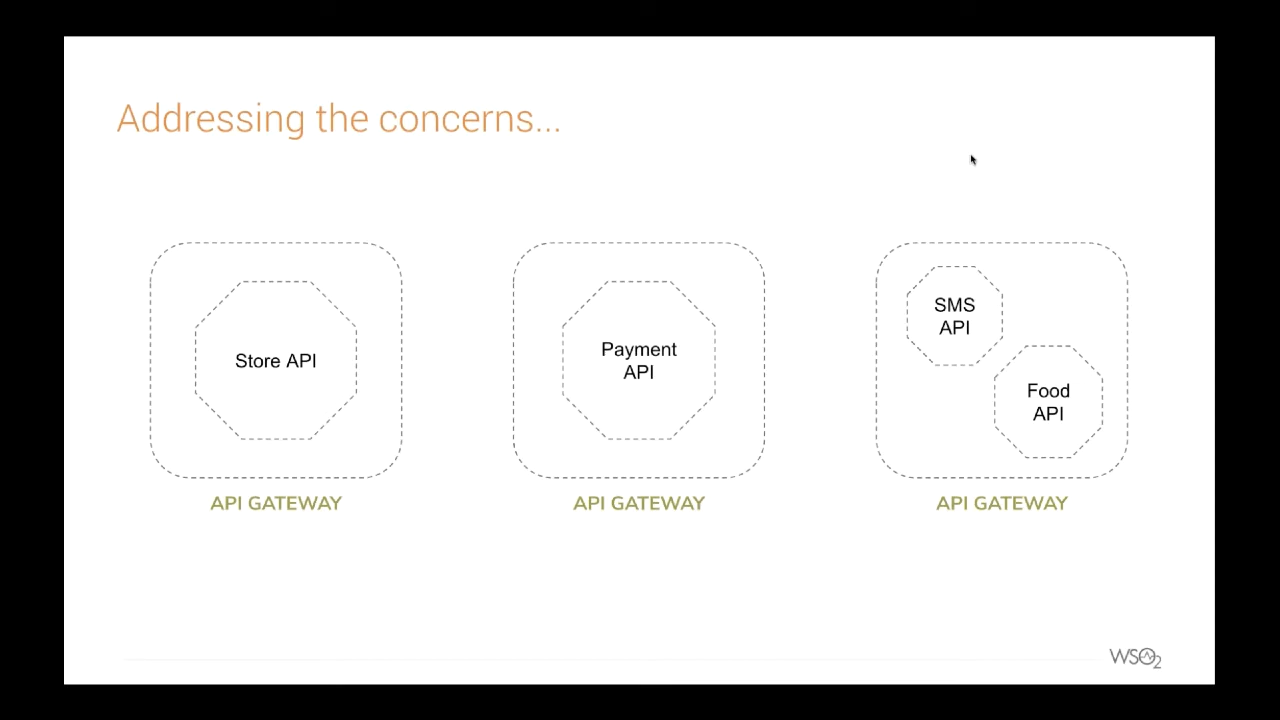 Addressing the concerns...
Store API
Payment
API
SMS
API
Food
API
API GATEWAY
API GATEWAY
API GATEWAY
WSO2